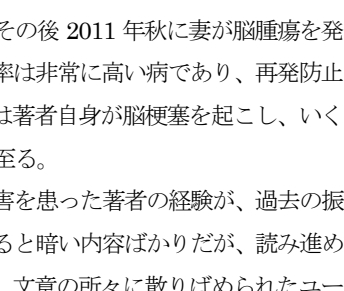 その後 2011 年秋に妻が脳腫瘍を発
率は非常に高い病であり、再発防止
は著者自身が脳梗塞を起こし、いく
至る。
害を患った著者の経験が、過去の振
ると暗い内容ばかりだが、読み進め
、文章の所々に散りばめられたユー